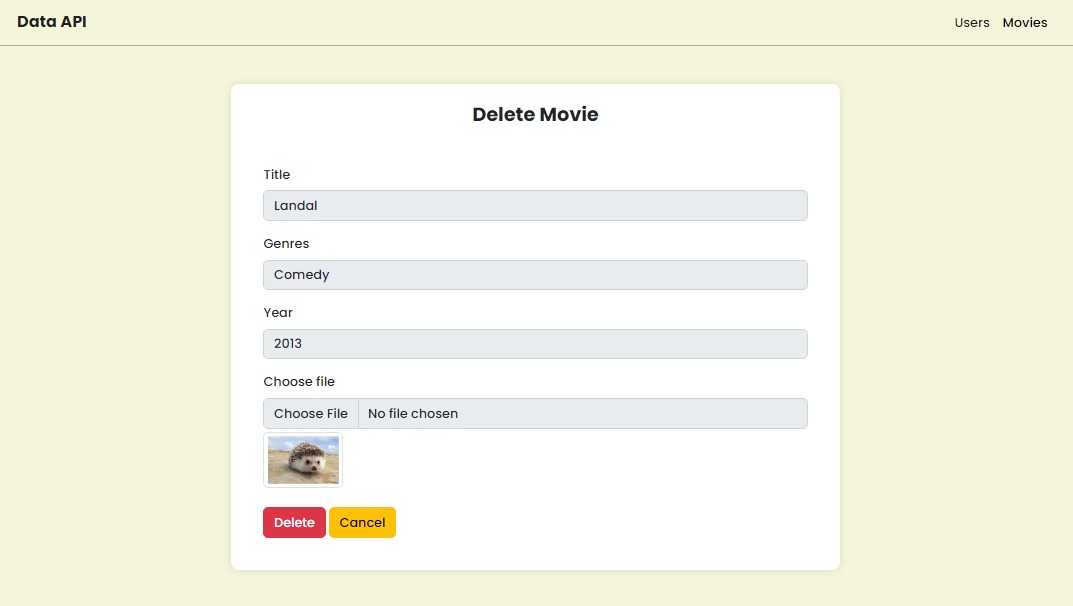 Data API
Users Movies
Delete Movie
Title
Landal
Genres
Comedy
Year
2013
Choose file
Choose File No file chosen
Delete Cancel